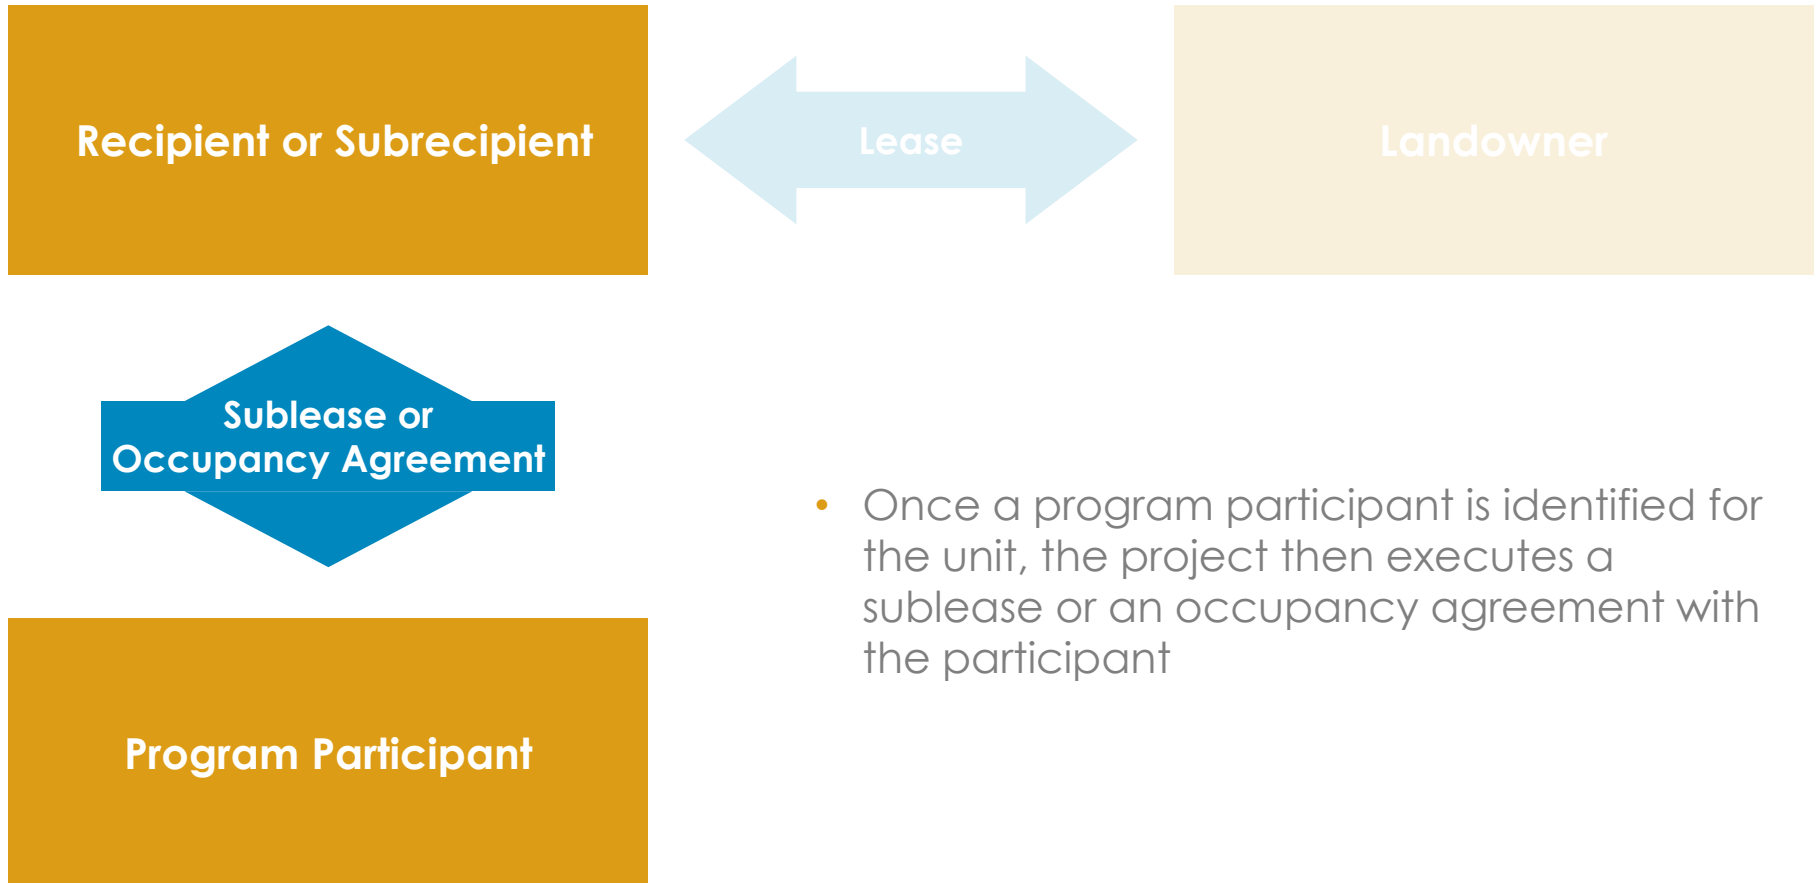 Recipient or Subrecipient
Lease
Landowner
Sublease or
Occupancy Agreement
• Once a program participant is identified for
the unit, the project then executes a
sublease or an occupancy agreement with
the participant
Program Participant